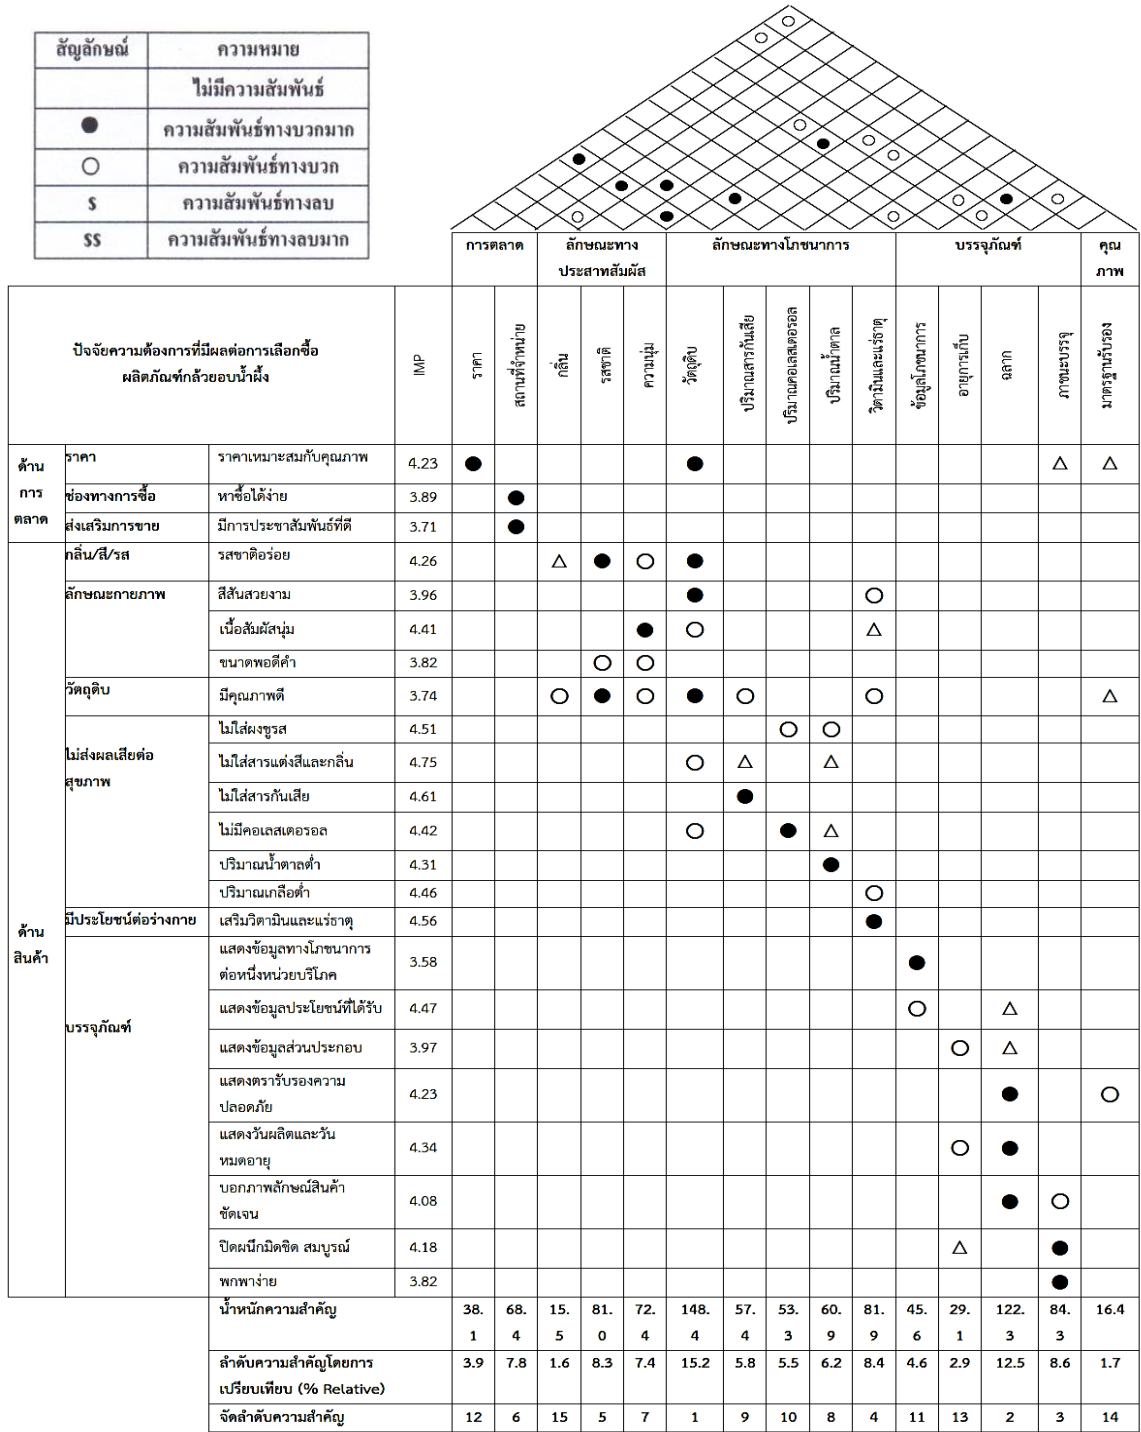 สัญลักษณ์ ความหมาย
ไม่มีความสัมพันธ์
● ความสัมพันธ์ทางบวกมาก
○ ความสัมพันธ์ทางบวก
$ ความสัมพันธ์ทางลบ
$$ ความสัมพันธ์ทางลบมาก
การตลาด ลักษณะทาง ลักษณะทางโภชนาการ บรรจุภัณฑ์ คุณ
ประสาทสัมผัส ภาพ
ปัจจัยความต้องการที่มีผลต่อการเลือกซื้อ
ผลิตภัณฑ์กล้วยอบน้ำผึ้ง
IMP
ราคา
สถานที่จำหน่าย
กลิ่น
รสชาติ
ความนุ่ม
วัตถุดิบ
ปริมาณสารกันเสีย
ปริมาณคอเลสเตอรอล
ปริมาณน้ำตาล
วิตามินและแร่ธาตุ
ข้อมูลโภชนาการ
อายุการเก็บ
ฉลาก
ภาชนะบรรจุ
มาตรฐานรับรอง
ด้าน
การ
ตลาด
ราคา ราคาเหมาะสมกับคุณภาพ 4.23 ● ● △ △
ช่องทางการซื้อ หาซื้อได้ง่าย 3.89 ●
ส่งเสริมการขาย มีการประชาสัมพันธ์ที่ดี 3.71 ●
ด้าน
สินค้า
กลิ่น/สี/รส รสชาติอร่อย 4.26 △ ● ○ ●
ลักษณะกายภาพ สีสันสวยงาม 3.96 ● ○
เนื้อสัมผัสนุ่ม 4.41 ● ○ △
ขนาดพอดีคำ 3.82 ○ ○
วัตถุดิบ มีคุณภาพดี 3.74 ○ ● ○ ● ○ ○ △
ไม่ส่งผลเสียต่อ
สุขภาพ
ไม่ใส่ผงชูรส 4.51 ○ ○
ไม่ใส่สารแต่งสีและกลิ่น 4.75 ○ △ △
ไม่ใส่สารกันเสีย 4.61 ●
ไม่มีคอเลสเตอรอล 4.42 ○ ● △
ปริมาณน้ำตาลต่ำ 4.31 ●
ปริมาณเกลือต่ำ 4.46 ○
มีประโยชน์ต่อร่างกาย เสริมวิตามินและแร่ธาตุ 4.56 ●
บรรจุภัณฑ์
แสดงข้อมูลทางโภชนาการ
ต่อหนึ่งหน่วยบริโภค 3.58 ●
แสดงข้อมูลประโยชน์ที่ได้รับ 4.47 ○ △
แสดงข้อมูลส่วนประกอบ 3.97 ○ △
แสดงตรารับรองความ
ปลอดภัย 4.23 ● ○
แสดงวันผลิตและวัน
หมดอายุ 4.34 ○ ●
บอกภาพลักษณ์สินค้า
ชัดเจน 4.08 ● ○
ปิดผนึกมิดชิด สมบูรณ์ 4.18 △ ●
พกพาง่าย 3.82 ●
น้ำหนักความสำคัญ 38. 68. 15. 81. 72. 148. 57. 53. 60. 81. 45. 29. 122. 84. 16.4
1 4 5 0 4 4 4 3 9 9 6 1 3 3
ลำดับความสำคัญโดยการ 3.9 7.8 1.6 8.3 7.4 15.2 5.8 5.5 6.2 8.4 4.6 2.9 12.5 8.6 1.7
เปรียบเทียบ (% Relative)
จัดลำดับความสำคัญ 12 6 15 5 7 1 9 10 8 4 11 13 2 3 14